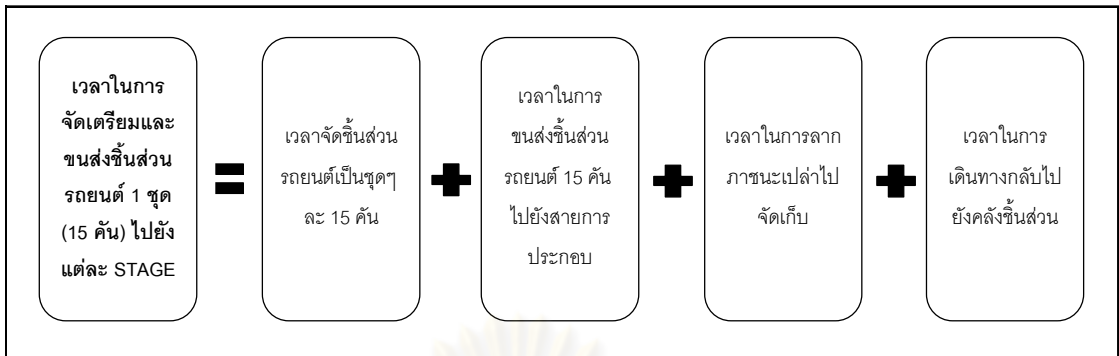 เวลาในการ
จัดเตรียมและ
ขนส่งชิ้นส่วน
รถยนต์ 1 ชุด
(15 คัน) ไปยัง
แต่ละ STAGE
=
เวลาจัดชิ้นส่วน
รถยนต์เป็นชุดๆ
ละ 15 คัน
+
เวลาในการ
ขนส่งชิ้นส่วน
รถยนต์ 15 คัน
ไปยังสายการ
ประกอบ
+
เวลาในการลาก
ภาชนะเปล่าไป
จัดเก็บ
+
เวลาในการ
เดินทางกลับไป
ยังคลังชิ้นส่วน